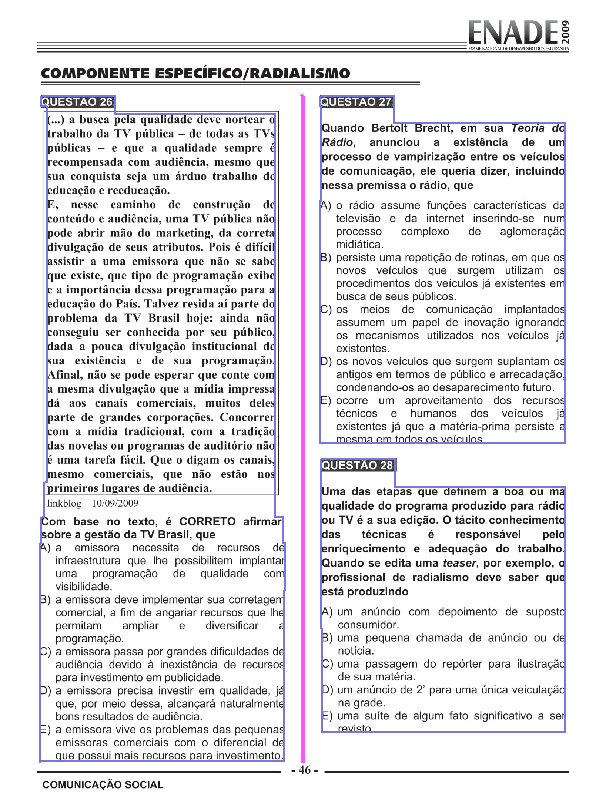 ENADE 2009
EXAME NACIONAL DE DESEMPENHO DOS ESTUDANTES
COMPONENTE ESPECÍFICO/RADIALISMO
QUESTÃO 26
(...) a busca pela qualidade deve nortear o
trabalho da TV pública – de todas as TVs
públicas – e que a qualidade sempre é
recompensada com audiência, mesmo que
sua conquista seja um árduo trabalho de
educação e reeducação.
E, nesse caminho de construção de
conteúdo e audiência, uma TV pública não
pode abrir mão do marketing, da correta
divulgação de seus atributos. Pois é difícil
assistir a uma emissora que não se sabe
que existe, que tipo de programação exibe
e a importância dessa programação para a
educação do País. Talvez resida aí parte do
problema da TV Brasil hoje: ainda não
conseguiu ser conhecida por seu público,
dada a pouca divulgação institucional de
sua existência e de sua programação.
Afinal, não se pode esperar que conte com
a mesma divulgação que a mídia impressa
dá aos canais comerciais, muitos deles
parte de grandes corporações. Concorrer
com a mídia tradicional, com a tradição
das novelas ou programas de auditório não
é uma tarefa fácil. Que o digam os canais,
mesmo comerciais, que não estão nos
primeiros lugares de audiência.
linkblog 10/09/2009
Com base no texto, é CORRETO afirmar
sobre a gestão da TV Brasil, que
A) a emissora necessita de recursos de
infraestrutura que lhe possibilitem implantar
uma programação de qualidade com
visibilidade.
B) a emissora deve implementar sua corretagem
comercial, a fim de angariar recursos que lhe
permitam ampliar e diversificar a
programação.
C) a emissora passa por grandes dificuldades de
audiência devido à inexistência de recursos
para investimento em publicidade.
D) a emissora precisa investir em qualidade, já
que, por meio dessa, alcançará naturalmente
bons resultados de audiência.
E) a emissora vive os problemas das pequenas
emissoras comerciais com o diferencial de
que possui mais recursos para investimento.
QUESTÃO 27
Quando Bertolt Brecht, em sua Teoria do
Rádio, anunciou a existência de um
processo de vampirização entre os veículos
de comunicação, ele queria dizer, incluindo
nessa premissa o rádio, que
A) o rádio assume funções características da
televisão e da internet inserindo-se num
processo complexo de aglomeração
midiática.
B) persiste uma repetição de rotinas, em que os
novos veículos que surgem utilizam os
procedimentos dos veículos já existentes em
busca de seus públicos.
C) os meios de comunicação implantados
assumem um papel de inovação ignorando
os mecanismos utilizados nos veículos já
existentes.
D) os novos veículos que surgem suplantam os
antigos em termos de público e arrecadação,
condenando-os ao desaparecimento futuro.
E) ocorre um aproveitamento dos recursos
técnicos e humanos dos veículos já
existentes já que a matéria-prima persiste a
mesma em todos os veículos.
QUESTÃO 28
Uma das etapas que definem a boa ou má
qualidade do programa produzido para rádio
ou TV é a sua edição. O tácito conhecimento
das técnicas é responsável pelo
enriquecimento e adequação do trabalho.
Quando se edita uma teaser, por exemplo, o
profissional de radialismo deve saber que
está produzindo
A) um anúncio com depoimento de suposto
consumidor.
B) uma pequena chamada de anúncio ou de
notícia.
C) uma passagem do repórter para ilustração
de sua matéria.
D) um anúncio de 2’ para uma única veiculação
na grade.
E) uma suíte de algum fato significativo a ser
revisto.
- 46 -
COMUNICAÇÃO SOCIAL